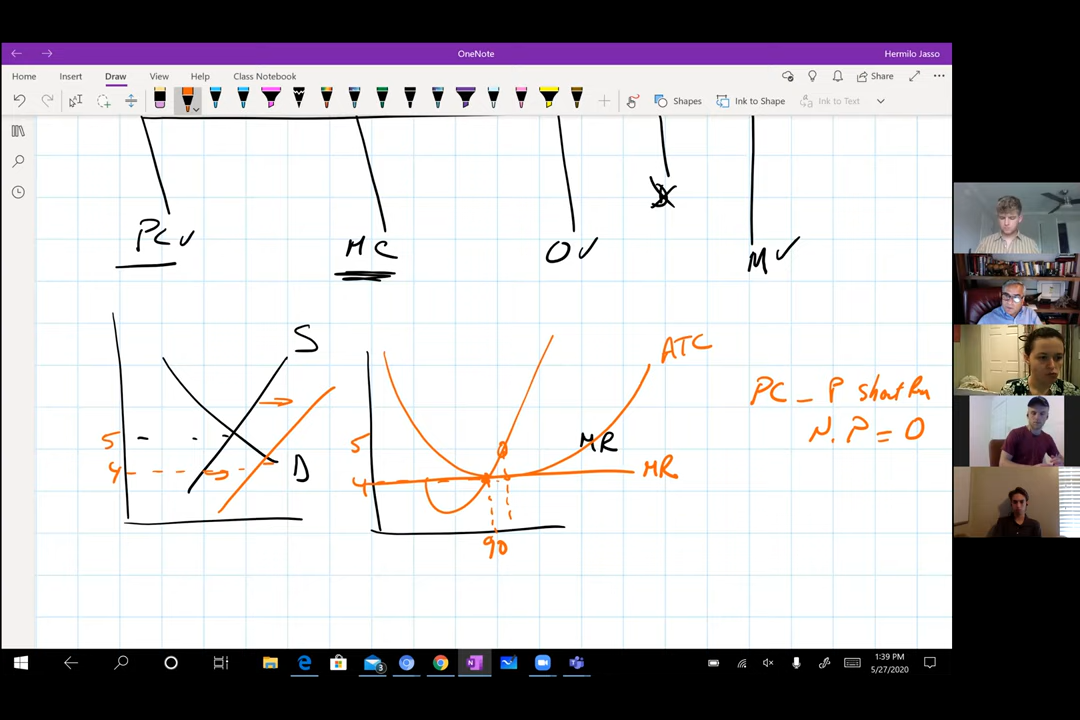 OneNote
Hermilo Jasso
Home Insert Draw View Help Class Notebook
Share
Shapes Ink to Shape Ink to Text
PC
MC
O
M
S
D
5
4
ATC
MR
MR
5
4
90
PC - P Short Run
N.P = 0
3
1:39 PM
5/27/2020